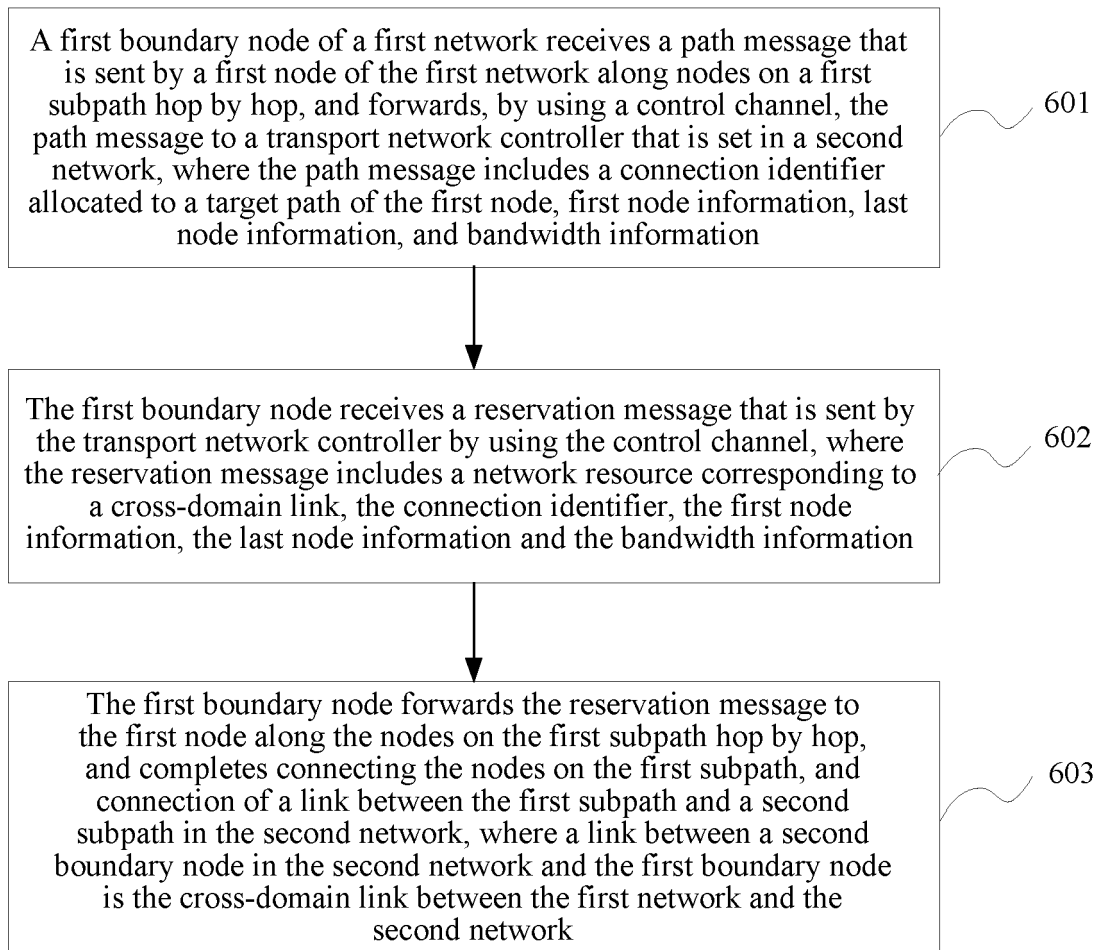 A first boundary node of a first network receives a path message that
is sent by a first node of the first network along nodes on a first
subpath hop by hop, and forwards, by using a control channel, the
path message to a transport network controller that is set in a second
network, where the path message includes a connection identifier
allocated to a target path of the first node, first node information, last
node information, and bandwidth information
601
The first boundary node receives a reservation message that is sent by
the transport network controller by using the control channel, where
the reservation message includes a network resource corresponding to
a cross-domain link, the connection identifier, the first node
information, the last node information and the bandwidth information
602
The first boundary node forwards the reservation message to
the first node along the nodes on the first subpath hop by hop,
and completes connecting the nodes on the first subpath, and
connection of a link between the first subpath and a second
subpath in the second network, where a link between a second
boundary node in the second network and the first boundary node
is the cross-domain link between the first network and the
second network
603